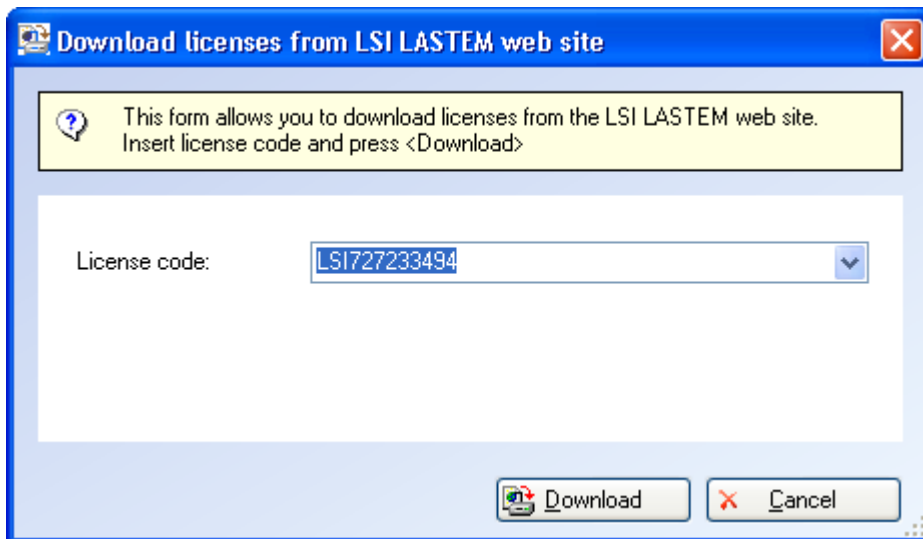 Download licenses from LSI LASTEM web site
This form allows you to download licenses from the LSI LASTEM web site.
Insert license code and press <Download>
License code:
LSI727233494
Download
Cancel